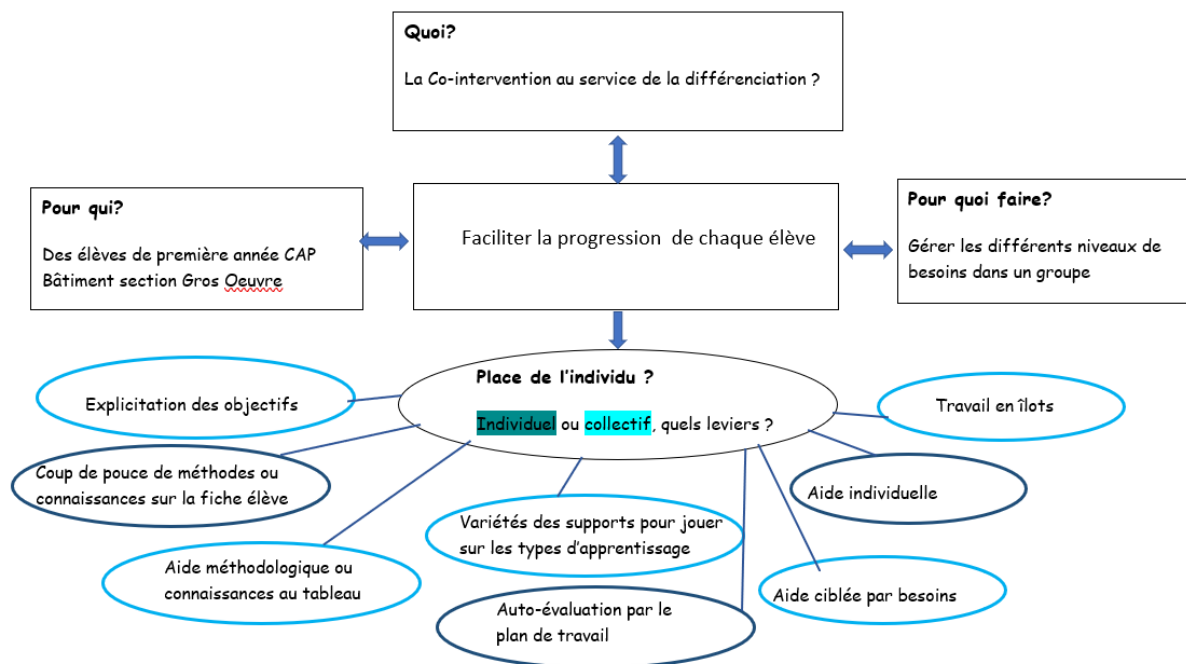 Quoi?
La Co-intervention au service de la différenciation ?
Pour qui?
Des élèves de première année CAP
Bâtiment section Gros Oeuvre
Faciliter la progression de chaque élève
Pour quoi faire?
Gérer les différents niveaux de
besoins dans un groupe
Place de l'individu ?
Individuel ou collectif, quels leviers ?
Explicitation des objectifs
Travail en îlots
Coup de pouce de méthodes ou
connaissances sur la fiche élève
Aide individuelle
Variétés des supports pour jouer
sur les types d'apprentissage
Aide méthodologique ou
connaissances au tableau
Aide ciblée par besoins
Auto-évaluation par le
plan de travail